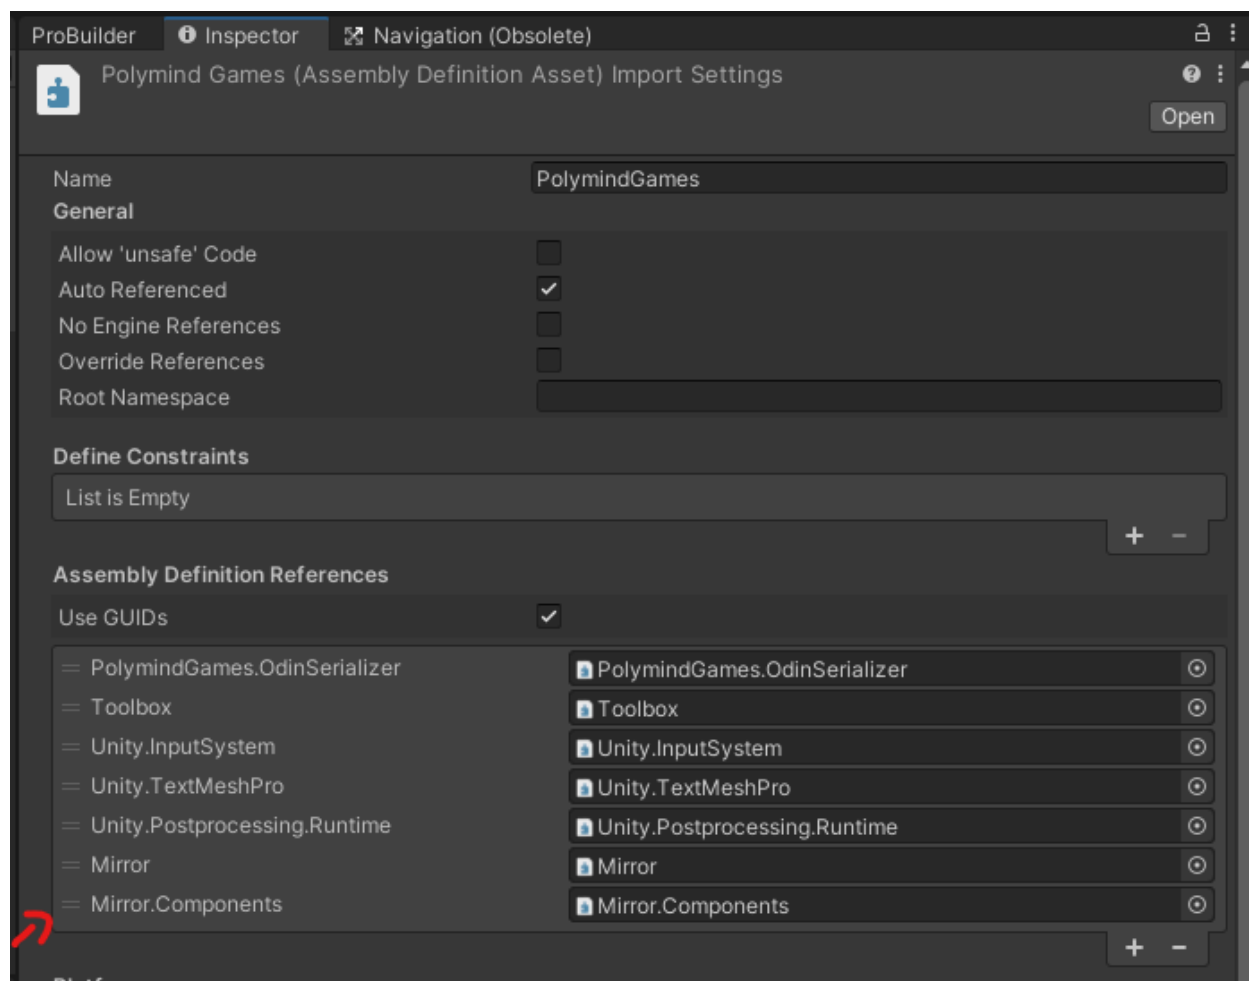 ProBuilder Inspector Navigation (Obsolete)
Polymind Games (Assembly Definition Asset) Import Settings
Open
Name PolymindGames
General
Allow 'unsafe' Code
Auto Referenced
No Engine References
Override References
Root Namespace
Define Constraints
List is Empty
Assembly Definition References
Use GUIDs
PolymindGames.OdinSerializer PolymindGames.OdinSerializer
Toolbox Toolbox
Unity.InputSystem Unity.InputSystem
Unity.TextMeshPro Unity.TextMeshPro
Unity.Postprocessing.Runtime Unity.Postprocessing.Runtime
Mirror Mirror
Mirror.Components Mirror.Components